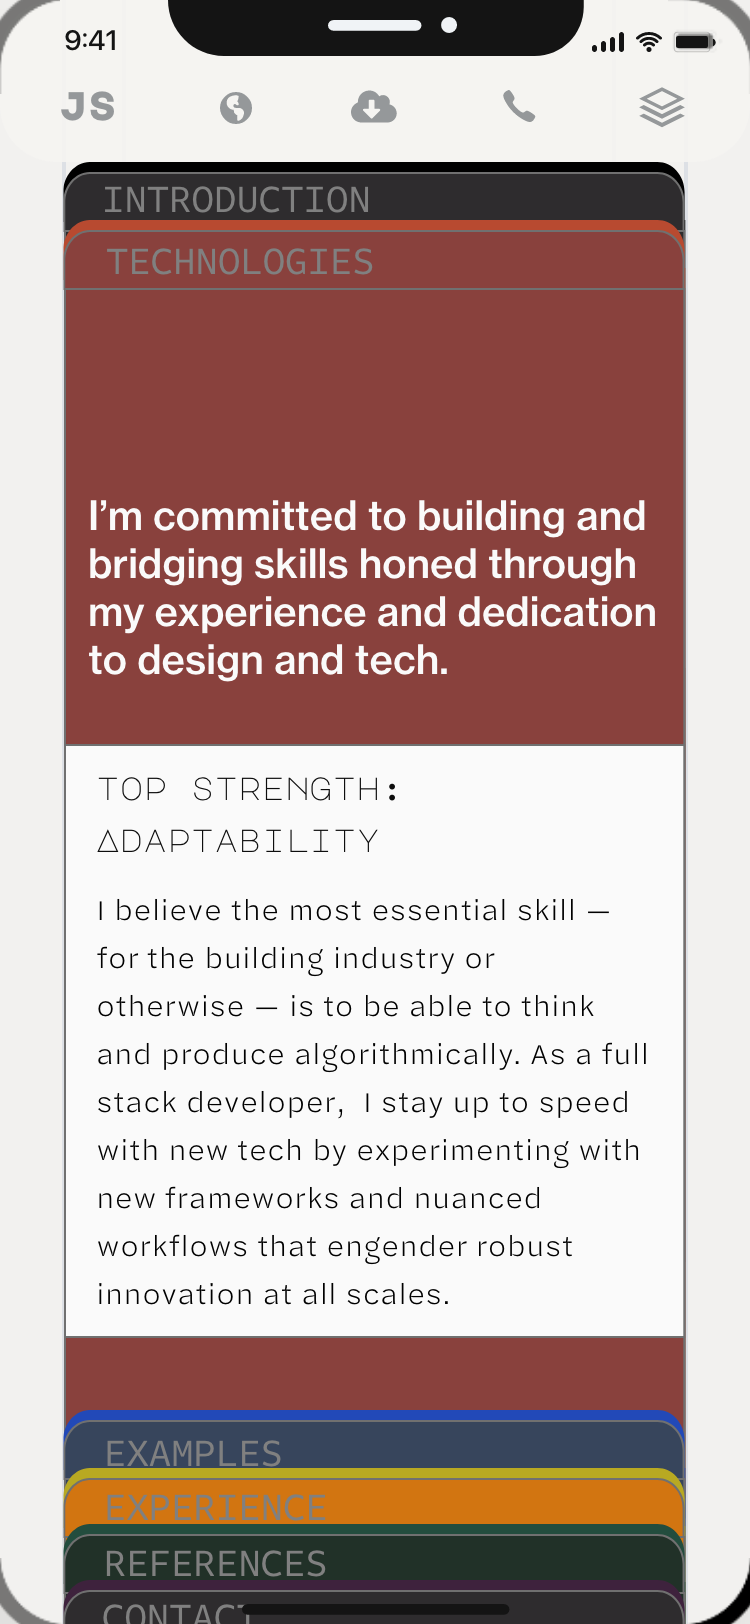 9:41
JS
INTRODUCTION
TECHNOLOGIES
I’m committed to building and
bridging skills honed through
my experience and dedication
to design and tech.
TOP STRENGTH:
ADAPTABILITY
I believe the most essential skill —
for the building industry or
otherwise — is to be able to think
and produce algorithmically. As a full
stack developer,  I stay up to speed
with new tech by experimenting with
new frameworks and nuanced
workflows that engender robust
innovation at all scales.
EXAMPLES
EXPERIENCE
REFERENCES
CONTACT